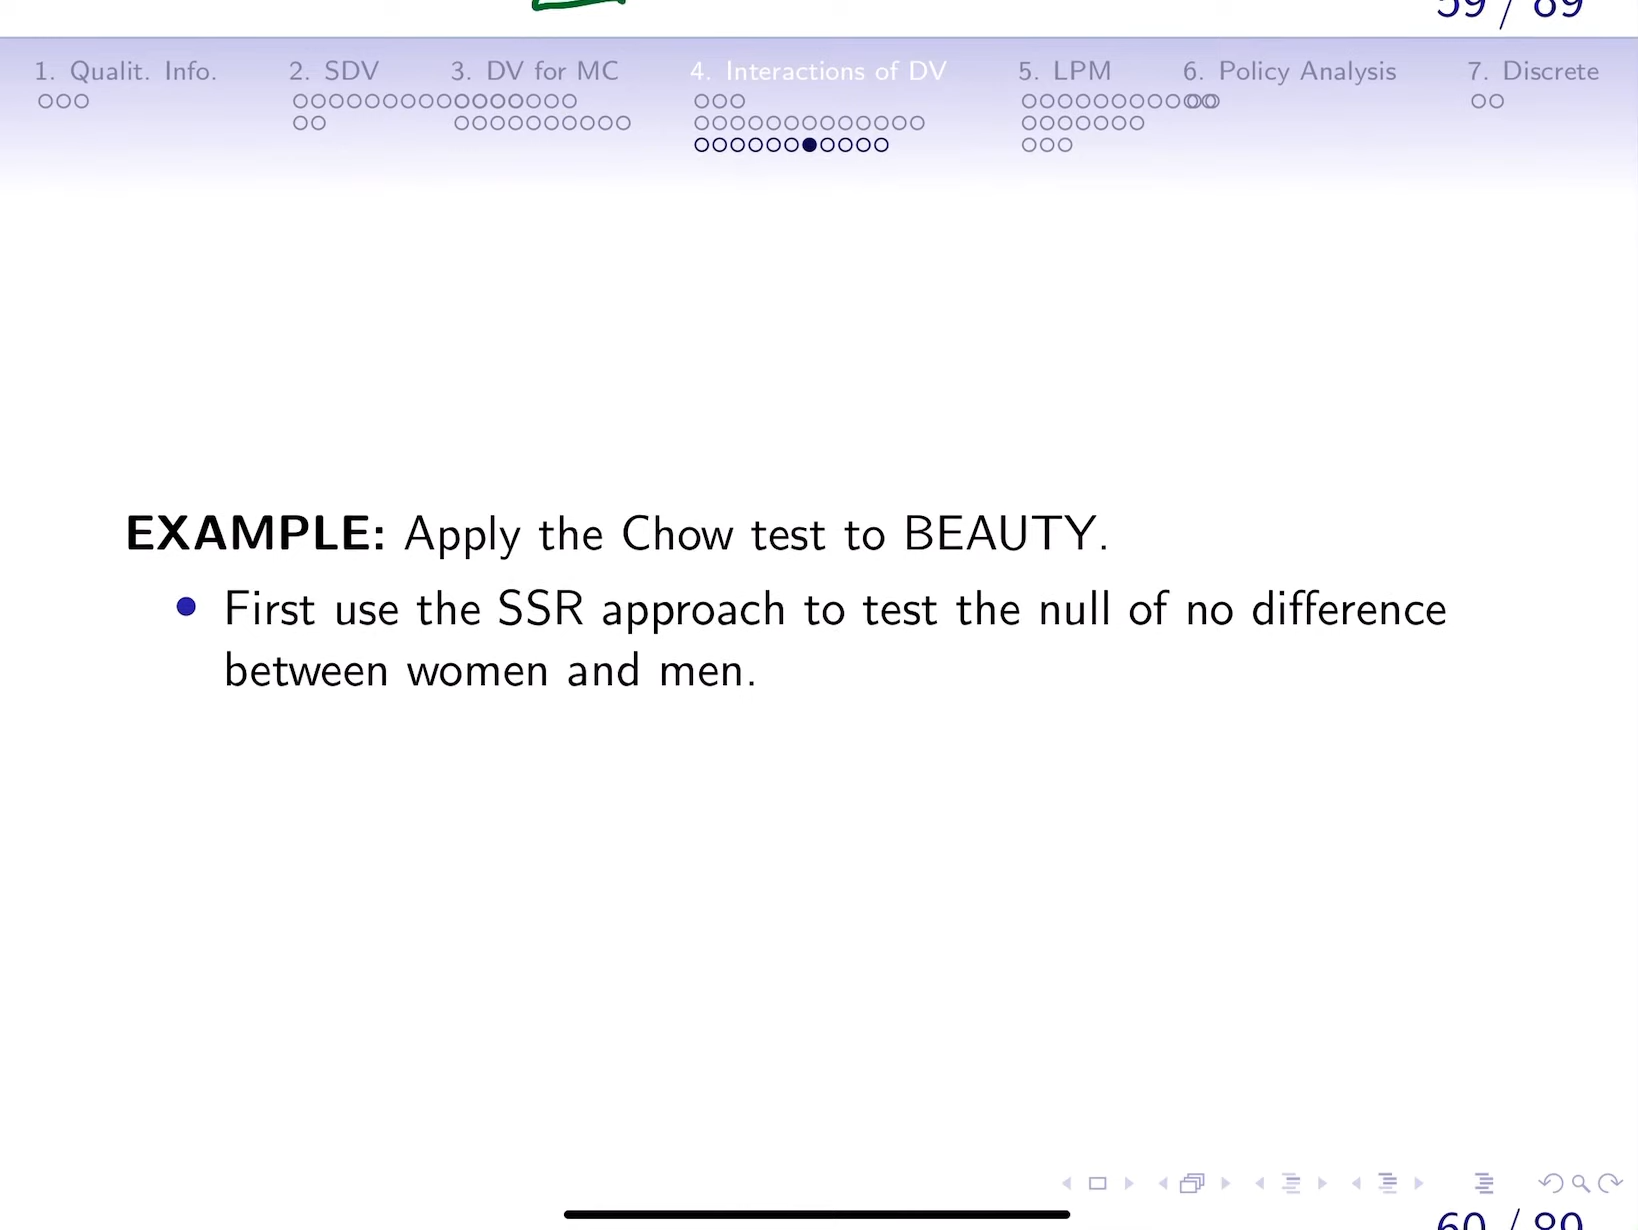 59 / 89
1. Qualit. Info. 2. SDV 3. DV for MC 4. Interactions of DV 5. LPM 6. Policy Analysis 7. Discrete
EXAMPLE: Apply the Chow test to BEAUTY.
• First use the SSR approach to test the null of no difference
between women and men.
60 / 89